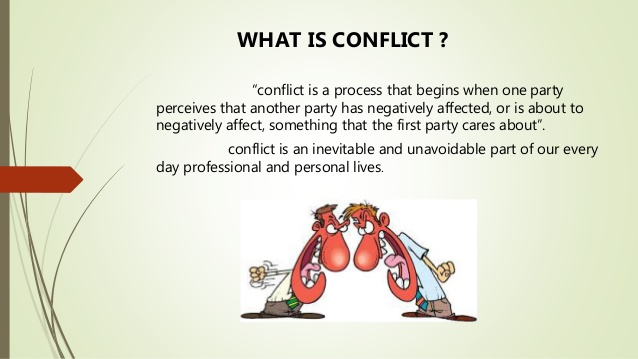 WHAT IS CONFLICT ?
“conflict is a process that begins when one party
perceives that another party has negatively affected, or is about to
negatively affect, something that the first party cares about”.
conflict is an inevitable and unavoidable part of our every
day professional and personal lives.